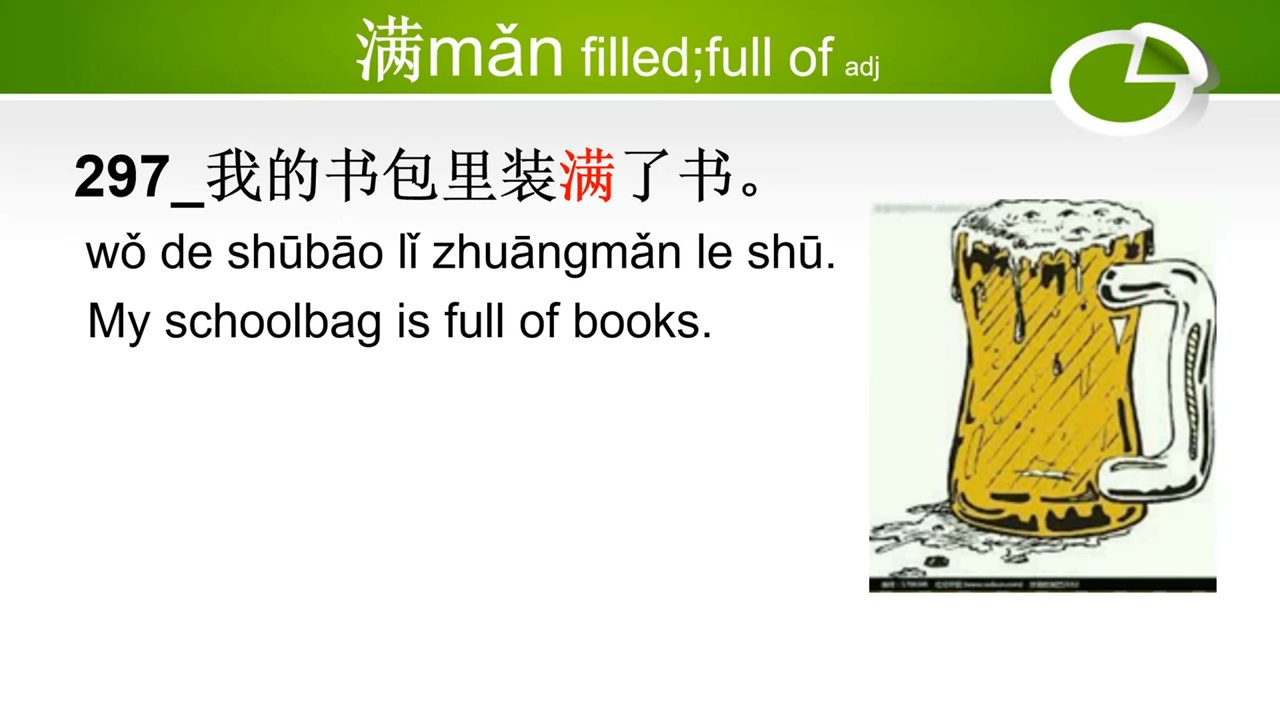 满mǎn filled;full of adj
297_我的书包里装满了书。
wǒ de shūbāo lǐ zhuāngmǎn le shū.
My schoolbag is full of books.